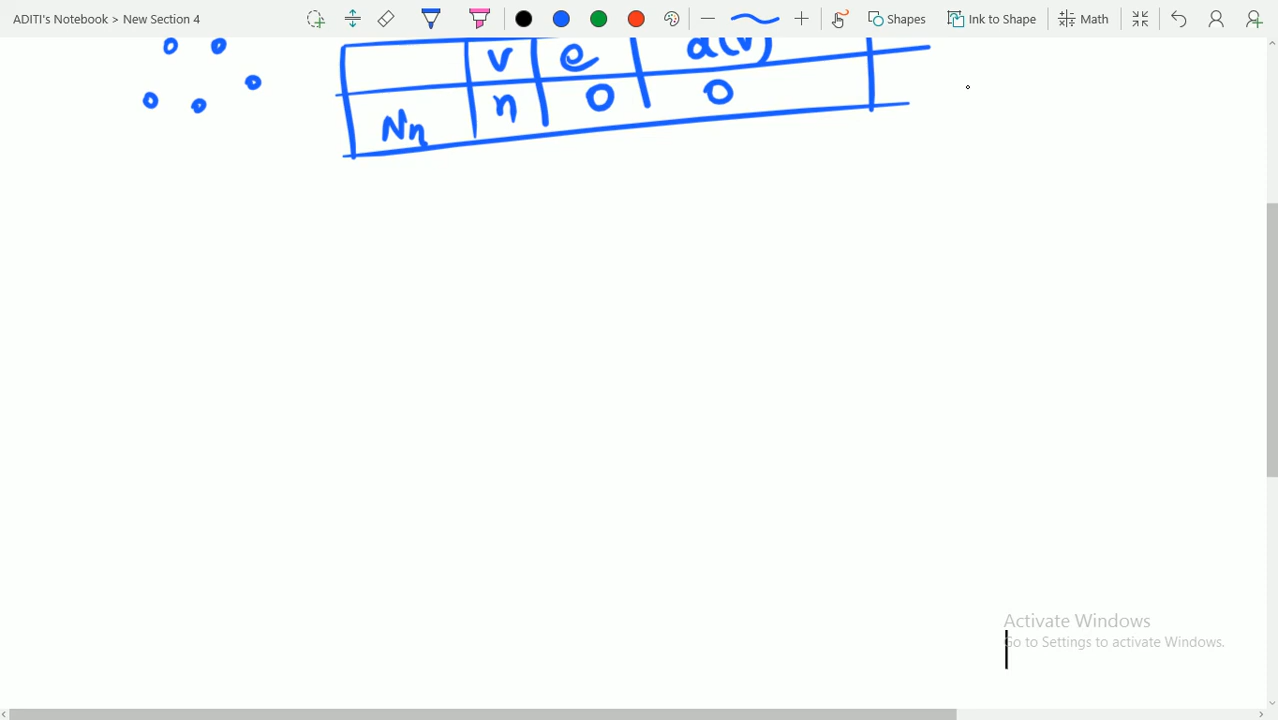 ADITI's Notebook > New Section 4
Shapes
Ink to Shape
Math
v e d(v)
Nn n 0 0
Activate Windows
Go to Settings to activate Windows.